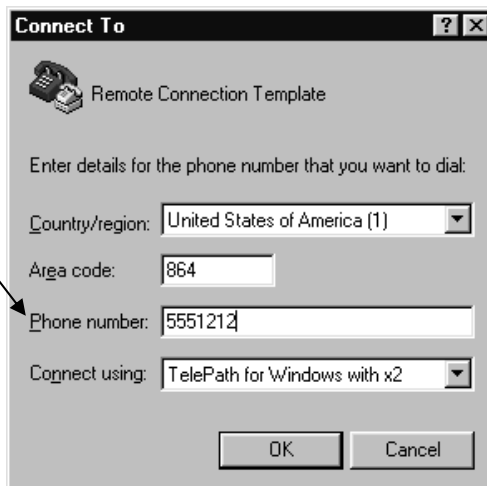 Connect To
Remote Connection Template
Enter details for the phone number that you want to dial:
Country/region: United States of America (1)
Area code: 864
Phone number: 5551212
Connect using: TelePath for Windows with x2
OK Cancel